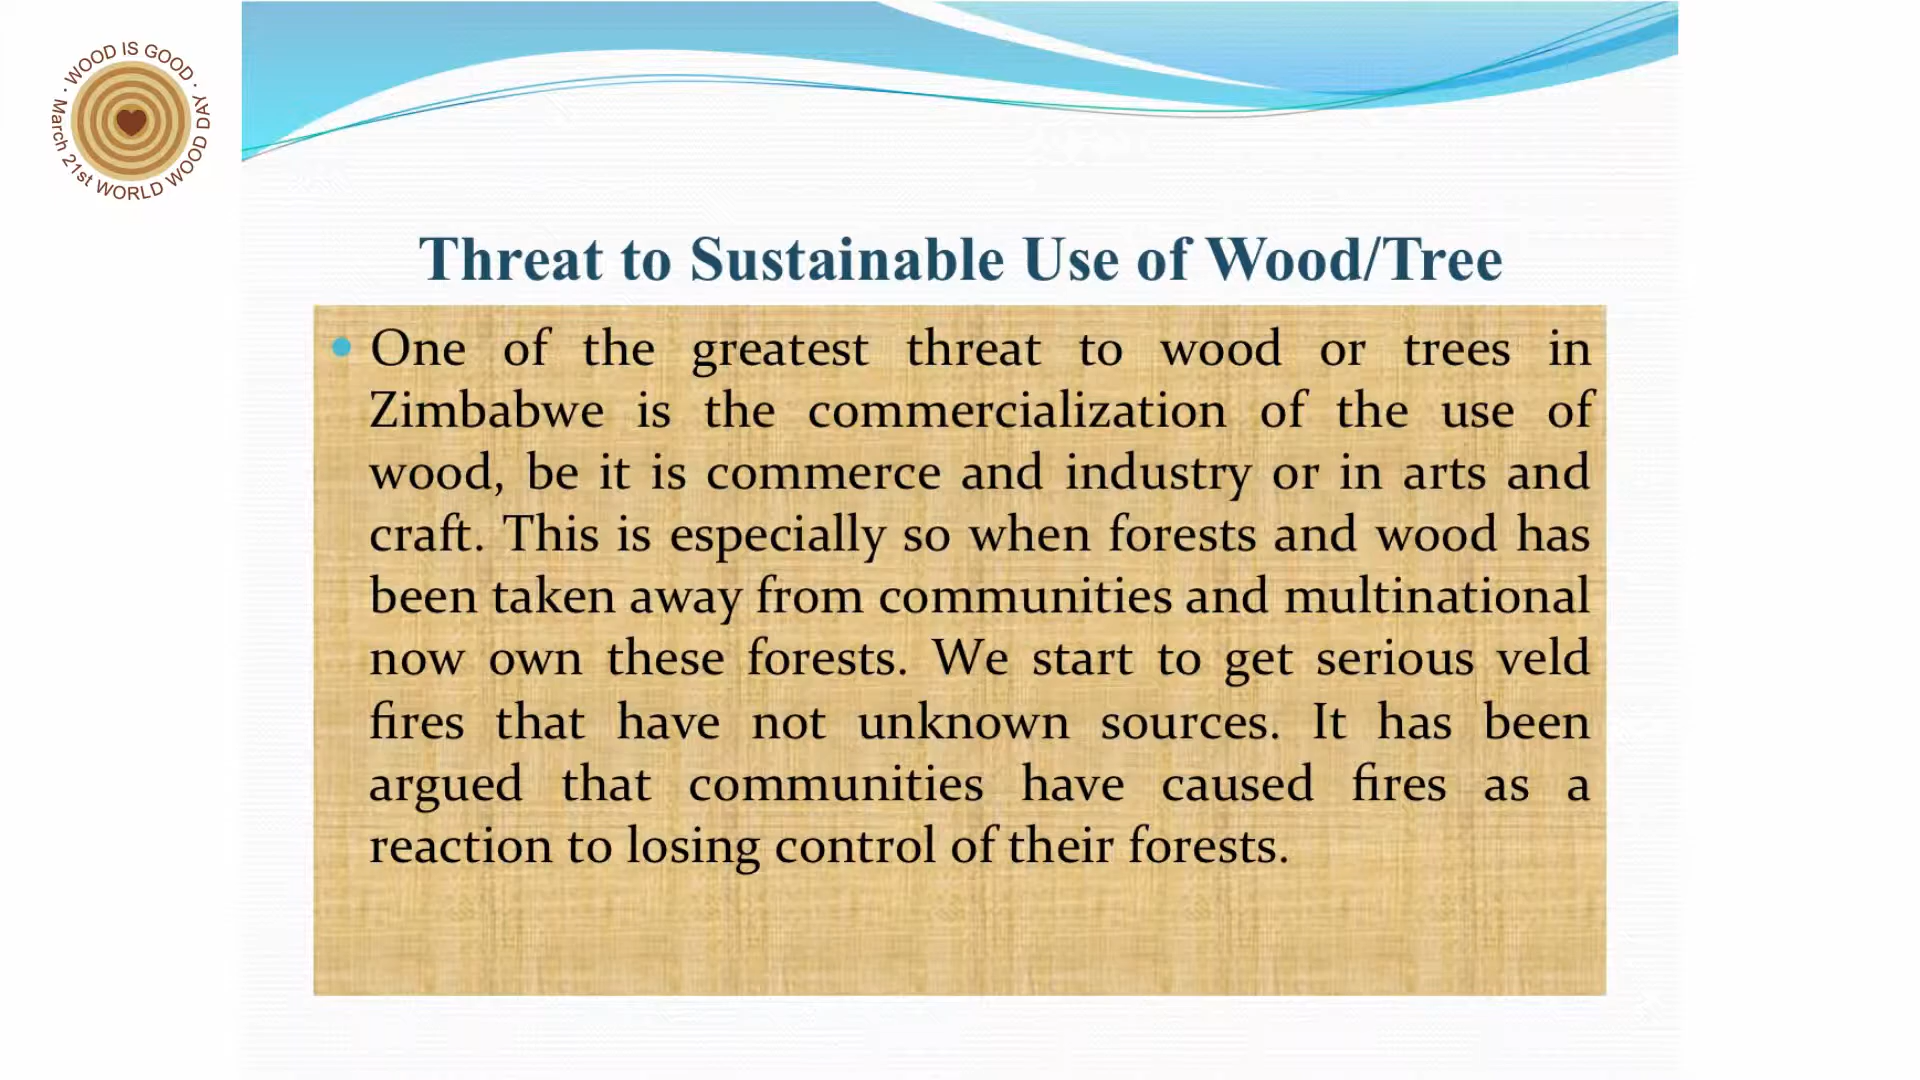 · WOOD IS GOOD ·
March 21st WORLD WOOD DAY
Threat to Sustainable Use of Wood/Tree
• One of the greatest threat to wood or trees in
Zimbabwe is the commercialization of the use of
wood, be it is commerce and industry or in arts and
craft. This is especially so when forests and wood has
been taken away from communities and multinational
now own these forests. We start to get serious veld
fires that have not unknown sources. It has been
argued that communities have caused fires as a
reaction to losing control of their forests.